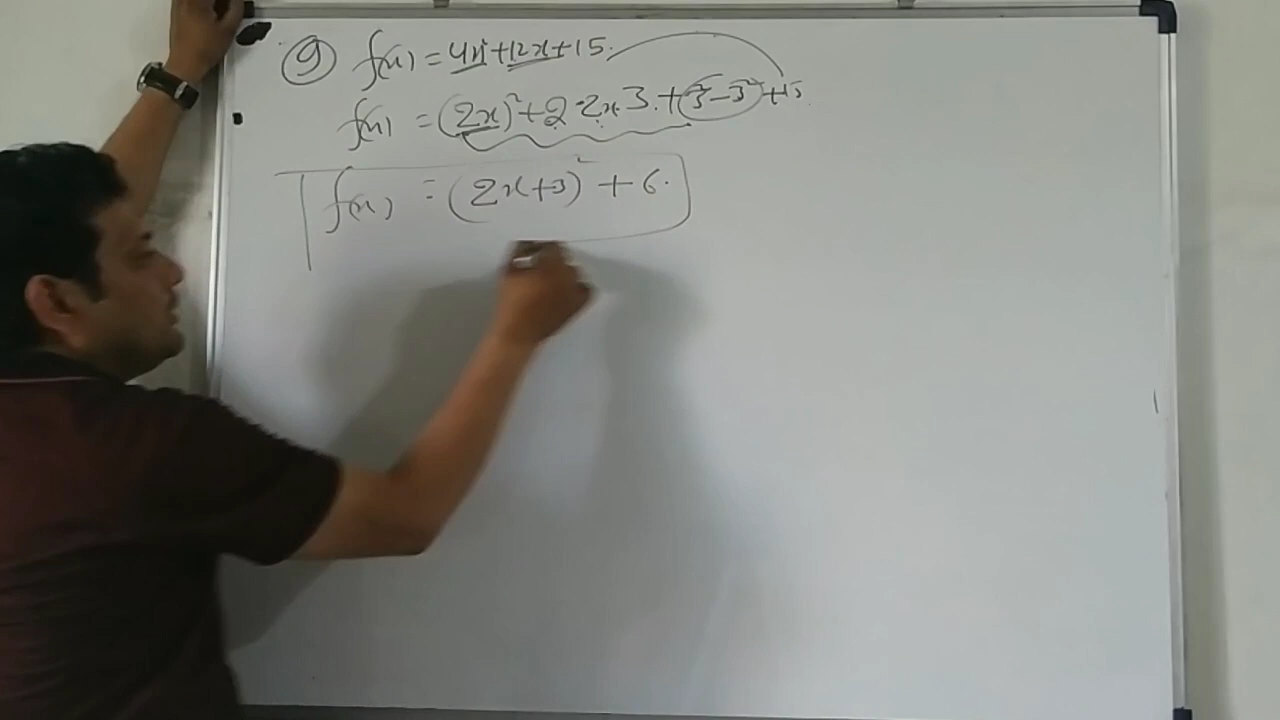 9 f(x) = 4x²+12x+15.
f(x) = (2x)²+2·2x·3.+(3²-3²)+15
f(x) = (2x+3)² + 6.